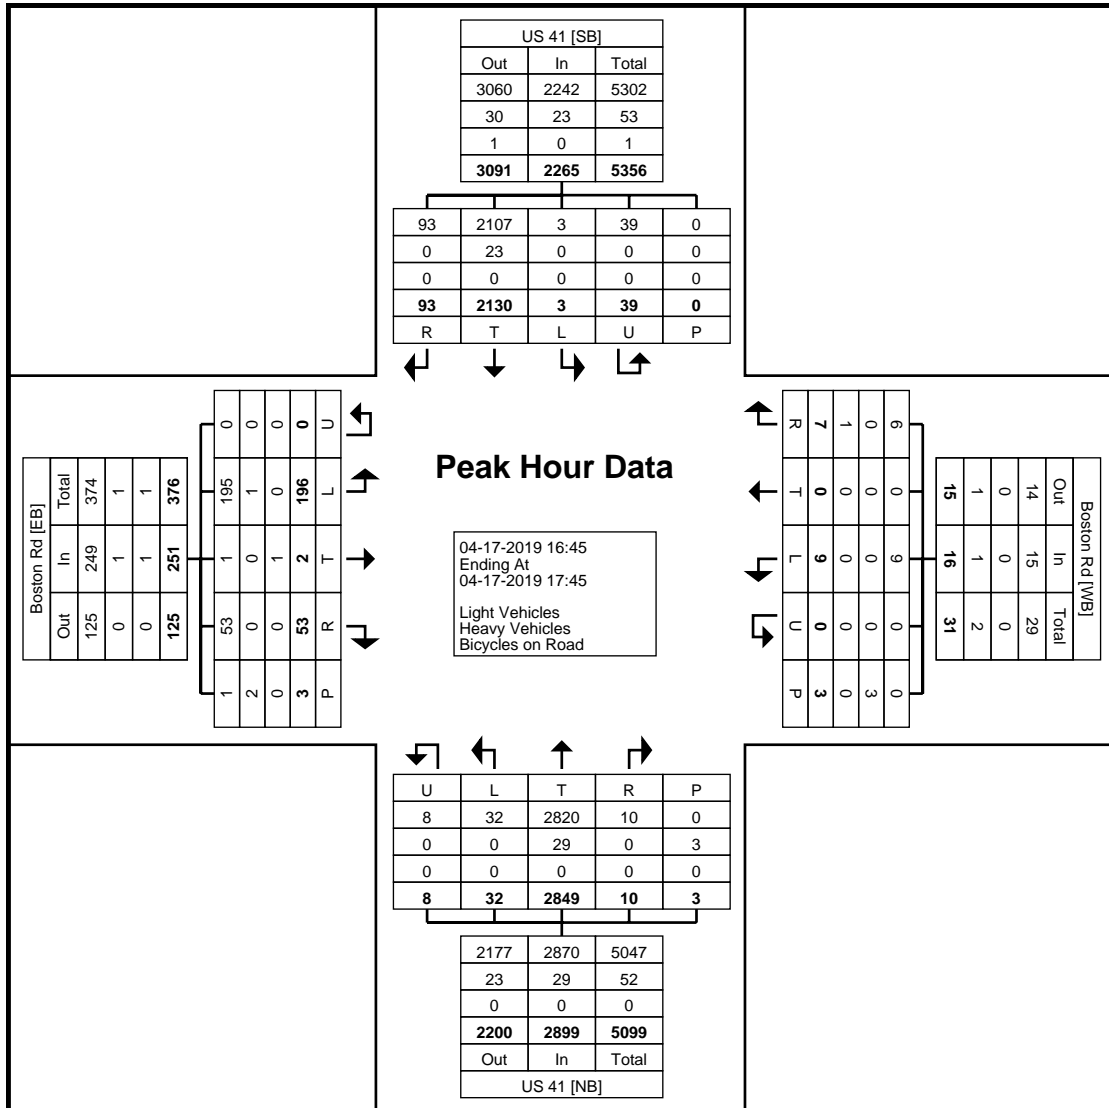 US 41 [SB]
Out In Total
3060 2242 5302
30 23 53
1 0 1
3091 2265 5356
93 2107 3 39 0
0 23 0 0 0
0 0 0 0 0
93 2130 3 39 0
R T L U P
Boston Rd [EB]
Total 374 1 1 376
In 249 1 1 251
Out 125 0 0 125
0 0 0 0 U
195 1 0 196 L
1 0 1 2 T
53 0 0 53 R
1 2 0 3 P
Peak Hour Data
04-17-2019 16:45
Ending At
04-17-2019 17:45
Light Vehicles
Heavy Vehicles
Bicycles on Road
R 7 1 0 6
T 0 0 0 0
L 9 0 0 9
U 0 0 0 0
P 3 0 3 0
15 1 0 14 Out
16 1 0 15 In
31 2 0 29 Total
Boston Rd [WB]
U L T R P
8 32 2820 10 0
0 0 29 0 3
0 0 0 0 0
8 32 2849 10 3
2177 2870 5047
23 29 52
0 0 0
2200 2899 5099
Out In Total
US 41 [NB]